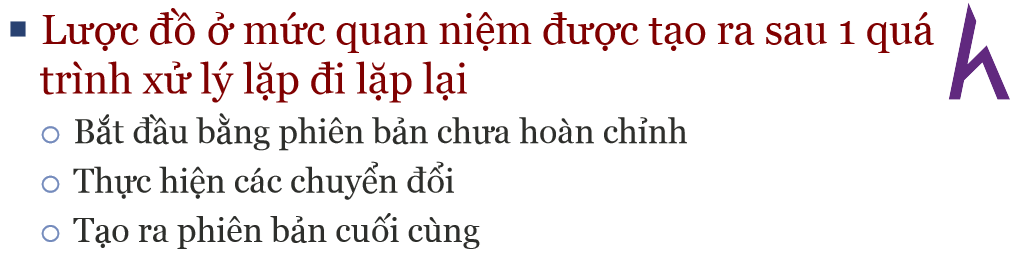 Lược đồ ở mức quan niệm được tạo ra sau 1 quá
trình xử lý lặp đi lặp lại
Bắt đầu bằng phiên bản chưa hoàn chỉnh
Thực hiện các chuyển đổi
Tạo ra phiên bản cuối cùng